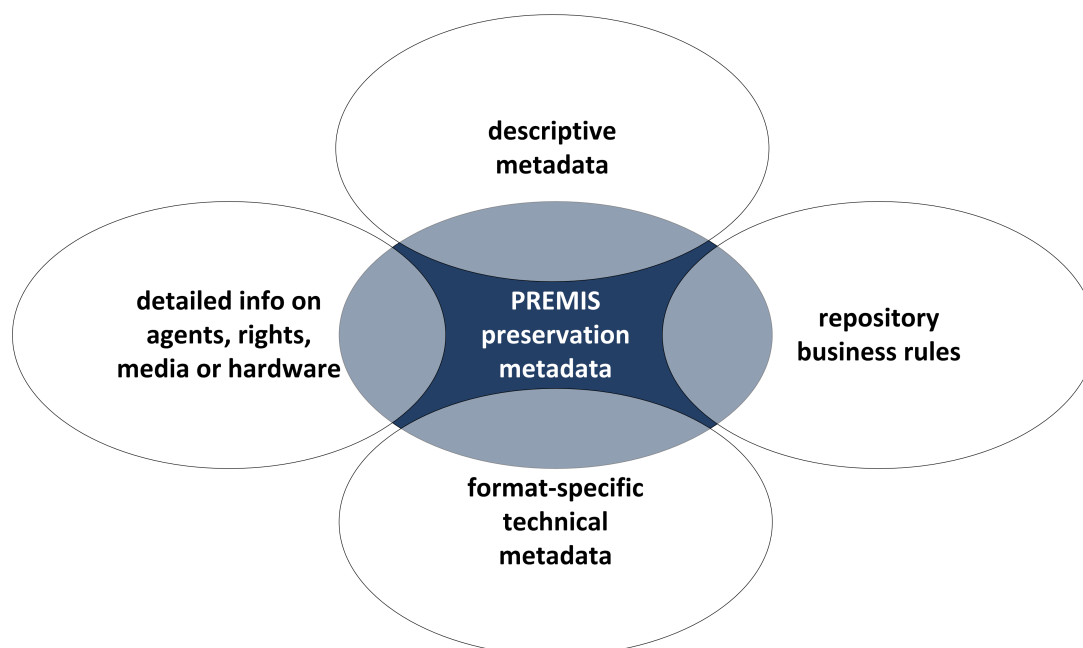 descriptive
metadata
detailed info on
agents, rights,
media or hardware
PREMIS
preservation
metadata
repository
business rules
format-specific
technical
metadata